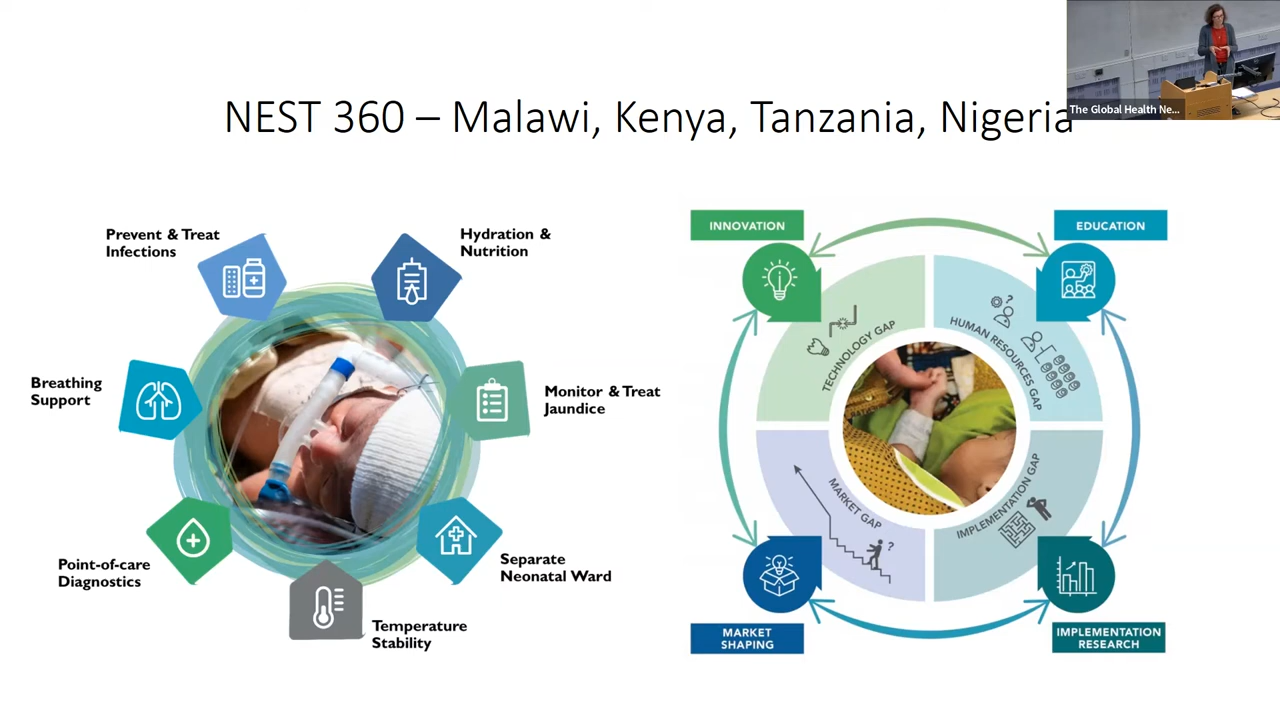 NEST 360 – Malawi, Kenya, Tanzania, Nigeria
The Global Health Ne...
Prevent & Treat
Infections
Hydration &
Nutrition
Breathing
Support
Monitor & Treat
Jaundice
Point-of-care
Diagnostics
Separate
Neonatal Ward
Temperature
Stability
INNOVATION
EDUCATION
TECHNOLOGY GAP
HUMAN RESOURCES GAP
MARKET GAP
IMPLEMENTATION GAP
MARKET
SHAPING
IMPLEMENTATION
RESEARCH